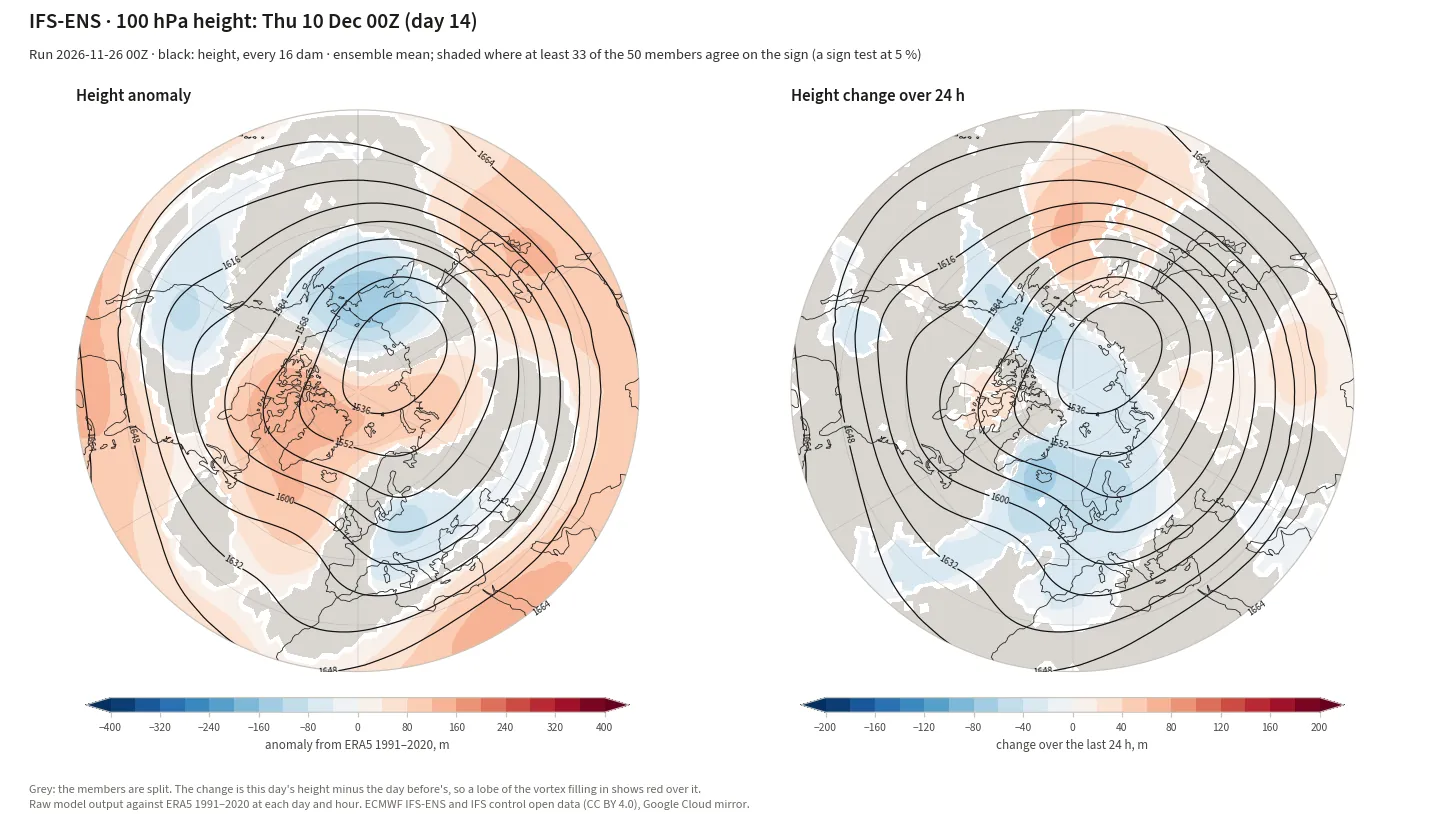 IFS-ENS · 100 hPa height: Thu 10 Dec 00Z (day 14)
Run 2026-11-26 00Z · black: height, every 16 dam · ensemble mean; shaded where at least 33 of the 50 members agree on the sign (a sign test at 5 %)
Height anomaly
Height change over 24 h
1664
1616
1584
1568
1536
1552
1648
1664
1600
1632
1664
1648
1664
1616
1584
1568
1536
1552
1648
1664
1600
1632
1664
1648
−400 −320 −240 −160 −80 0 80 160 240 320 400
anomaly from ERA5 1991–2020, m
−200 −160 −120 −80 −40 0 40 80 120 160 200
change over the last 24 h, m
Grey: the members are split. The change is this day's height minus the day before's, so a lobe of the vortex filling in shows red over it.
Raw model output against ERA5 1991–2020 at each day and hour. ECMWF IFS-ENS and IFS control open data (CC BY 4.0), Google Cloud mirror.